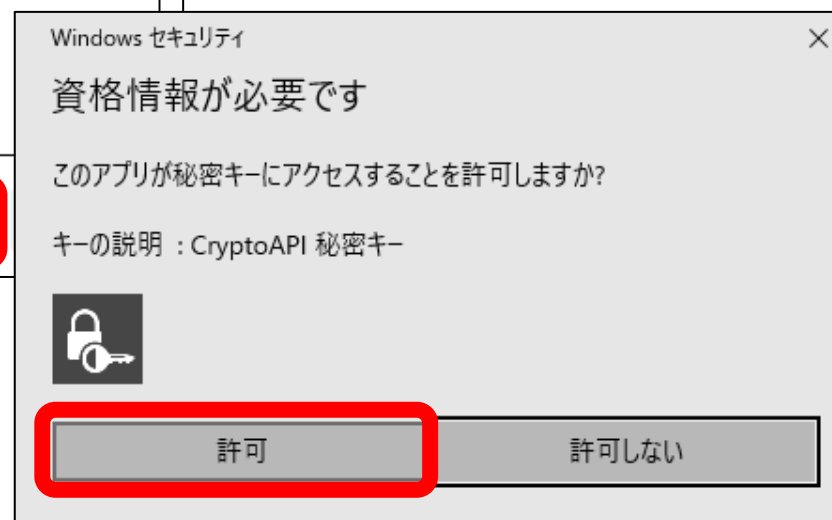 Windows セキュリティ
資格情報が必要です
このアプリが秘密キーにアクセスすることを許可しますか?
キーの説明 : CryptoAPI 秘密キー
許可
許可しない